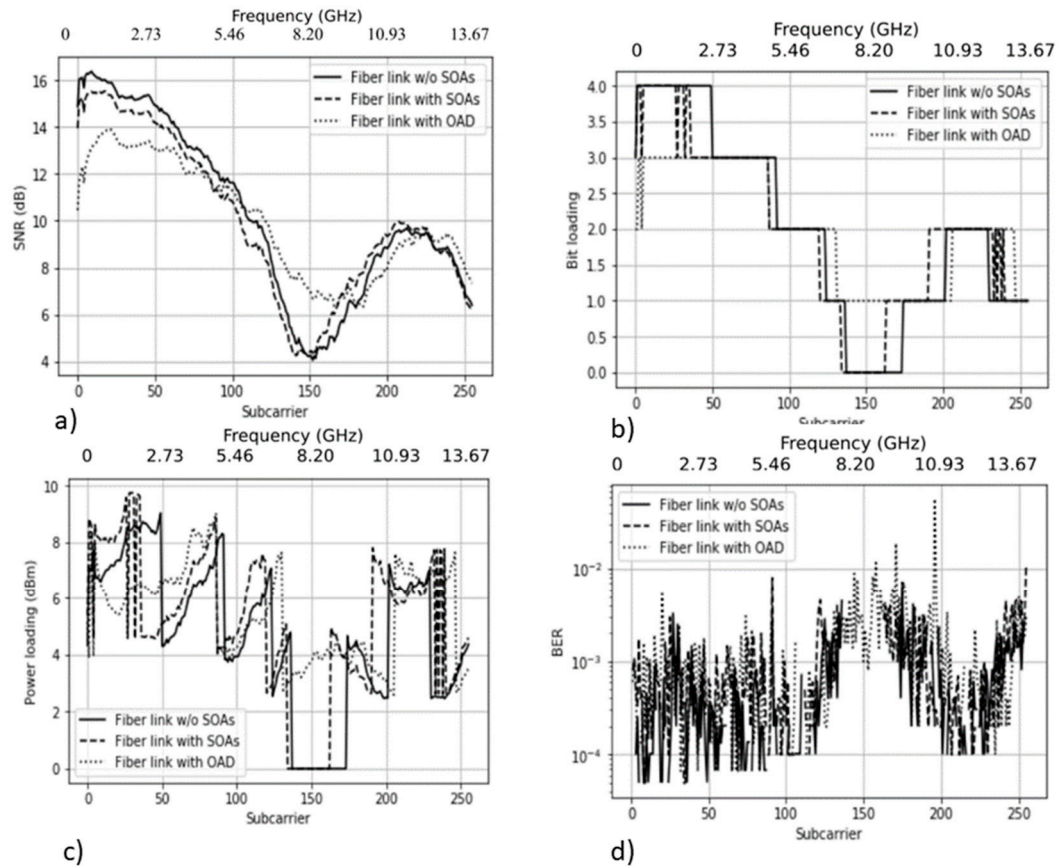 Frequency (GHz)
0 2.73 5.46 8.20 10.93 13.67
16
14
12
10
8
6
4
SNR (dB)
Fiber link w/o SOAs
Fiber link with SOAs
Fiber link with OAD
0 50 100 150 200 250
Subcarrier
a)
Frequency (GHz)
0 2.73 5.46 8.20 10.93 13.67
4.0
3.5
3.0
2.5
2.0
1.5
1.0
0.5
0.0
Bit loading
Fiber link w/o SOAs
Fiber link with SOAs
Fiber link with OAD
0 50 100 150 200 250
Subcarrier
b)
Frequency (GHz)
0 2.73 5.46 8.20 10.93 13.67
10
8
6
4
2
0
Power loading (dBm)
Fiber link w/o SOAs
Fiber link with SOAs
Fiber link with OAD
0 50 100 150 200 250
Subcarrier
c)
Frequency (GHz)
0 2.73 5.46 8.20 10.93 13.67
10⁻²
10⁻³
10⁻⁴
BER
Fiber link w/o SOAs
Fiber link with SOAs
Fiber link with OAD
0 50 100 150 200 250
Subcarrier
d)